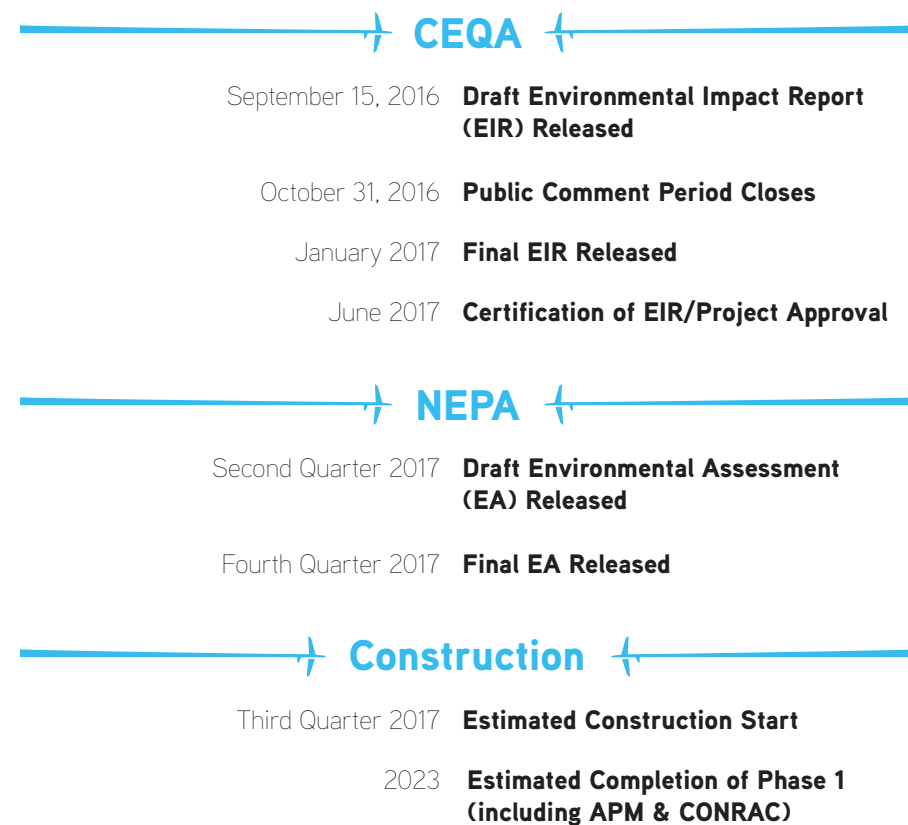 CEQA
September 15, 2016 Draft Environmental Impact Report
(EIR) Released
October 31, 2016 Public Comment Period Closes
January 2017 Final EIR Released
June 2017 Certification of EIR/Project Approval
NEPA
Second Quarter 2017 Draft Environmental Assessment
(EA) Released
Fourth Quarter 2017 Final EA Released
Construction
Third Quarter 2017 Estimated Construction Start
2023 Estimated Completion of Phase 1
(including APM & CONRAC)